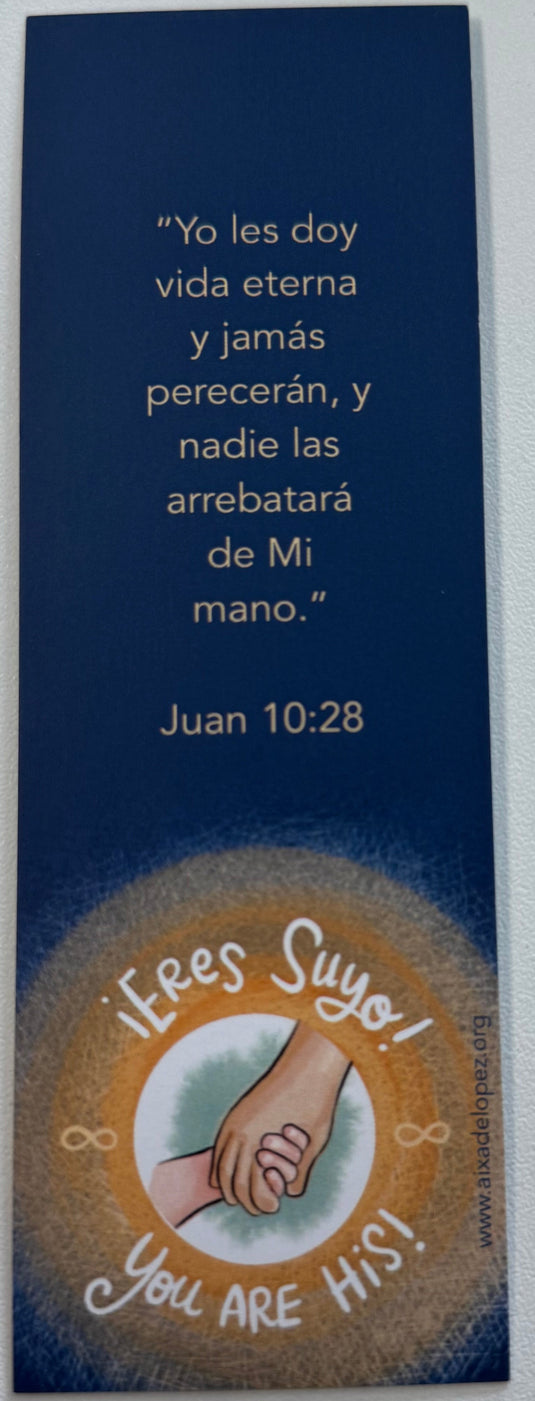 “Yo les doy
vida eterna
y jamás
perecerán, y
nadie las
arrebatará
de Mi
mano.”
Juan 10:28
¡Eres Suyo!
You ARE His!
www.aixadelopez.org